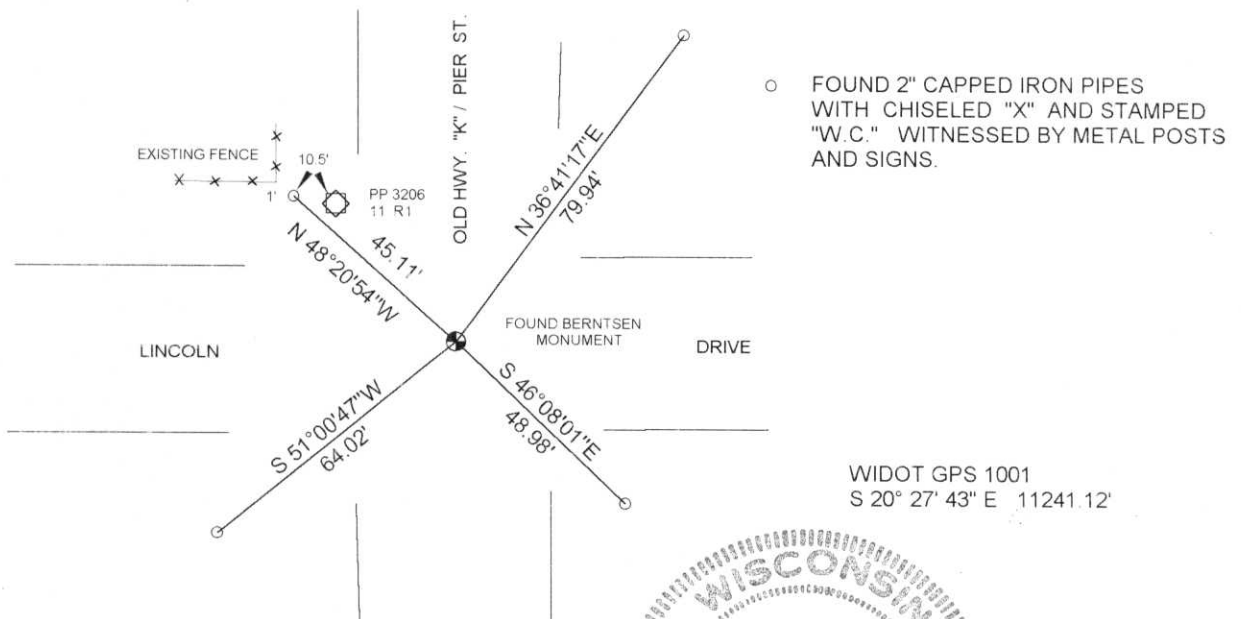 OLD HWY. "K" / PIER ST.
N 36°41'17"E
79.94'
○ FOUND 2" CAPPED IRON PIPES
WITH CHISELED "X" AND STAMPED
"W.C." WITNESSED BY METAL POSTS
AND SIGNS.
EXISTING FENCE
10.5'
1'
PP 3206
11 R1
45.11'
N 48°20'54"W
LINCOLN
FOUND BERNTSEN
MONUMENT
DRIVE
S 51°00'47"W
64.02'
S 46°08'01"E
48.98'
WIDOT GPS 1001
S 20° 27' 43" E 11241.12'
WISCONSIN